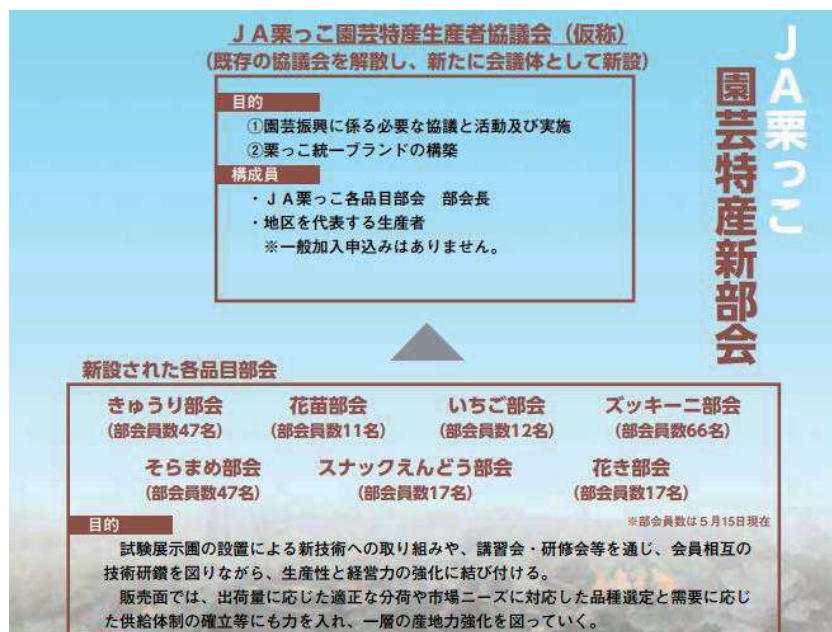 JA栗っこ
園芸特産新部会
JA栗っこ園芸特産生産者協議会（仮称）
（既存の協議会を解散し、新たに会議体として新設）
目的
①園芸振興に係る必要な協議と活動及び実施
②栗っこ統一ブランドの構築
構成員
・JA栗っこ各品目部会　部会長
・地区を代表する生産者
※一般加入申込みはありません。
新設された各品目部会
きゅうり部会　花苗部会　いちご部会　ズッキーニ部会
（部会員数47名）　（部会員数11名）　（部会員数12名）　（部会員数66名）
そらまめ部会　スナックえんどう部会　花き部会
（部会員数47名）　（部会員数17名）　（部会員数17名）
※部会員数は5月15日現在
目的
試験展示圃の設置による新技術への取り組みや、講習会・研修会等を通じ、会員相互の
技術研鑽を図りながら、生産性と経営力の強化に結び付ける。
販売面では、出荷量に応じた適正な分荷や市場ニーズに対応した品種選定と需要に応じ
た供給体制の確立等にも力を入れ、一層の産地力強化を図っていく。